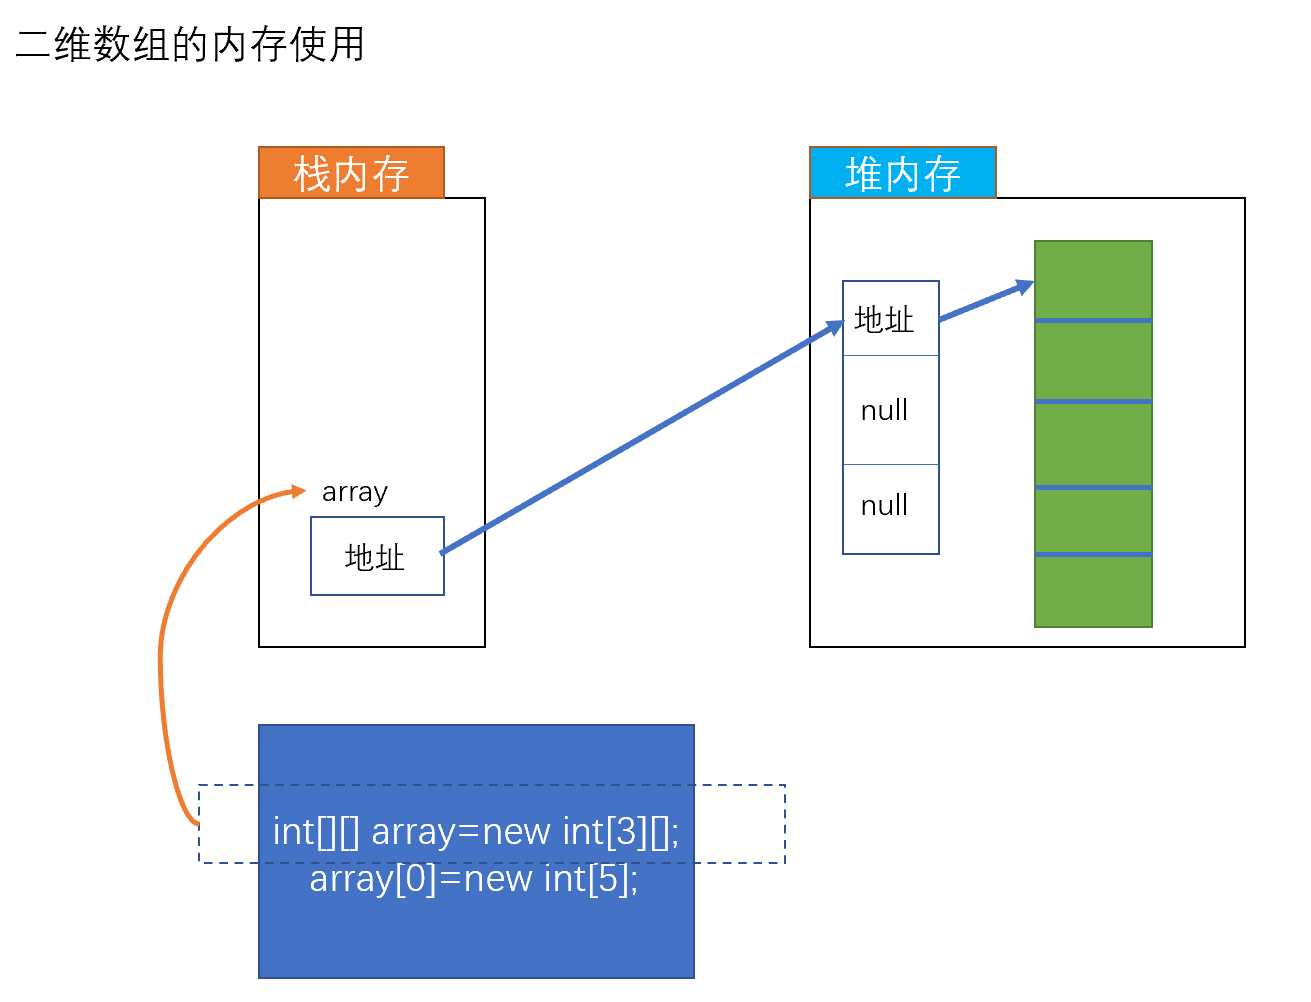 二维数组的内存使用
栈内存
堆内存
地址
null
null
array
地址
int[][] array=new int[3][];
array[0]=new int[5];